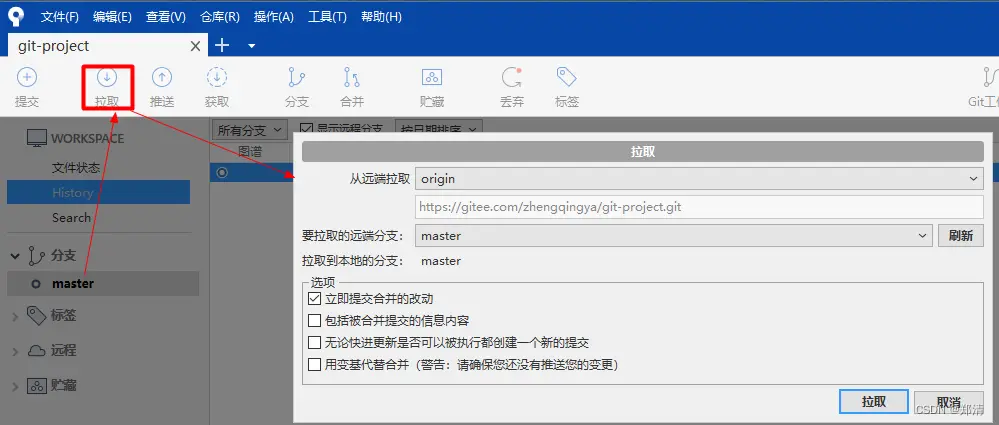 文件(F) 编辑(E) 查看(V) 仓库(R) 操作(A) 工具(T) 帮助(H)
git-project
提交 拉取 推送 获取 分支 合并 贮藏 丢弃 标签 Git工
WORKSPACE
文件状态
History
Search
分支
master
标签
远程
贮藏
所有分支 显示远程分支 按日期排序
图谱
拉取
从远端拉取 origin
https://gitee.com/zhengqingya/git-project.git
要拉取的远端分支: master 刷新
拉取到本地的分支: master
选项
立即提交合并的改动
包括被合并提交的信息内容
无论快进更新是否可以被执行都创建一个新的提交
用变基代替合并（警告：请确保您还没有推送您的变更）
拉取 取消
CSDN @郑清